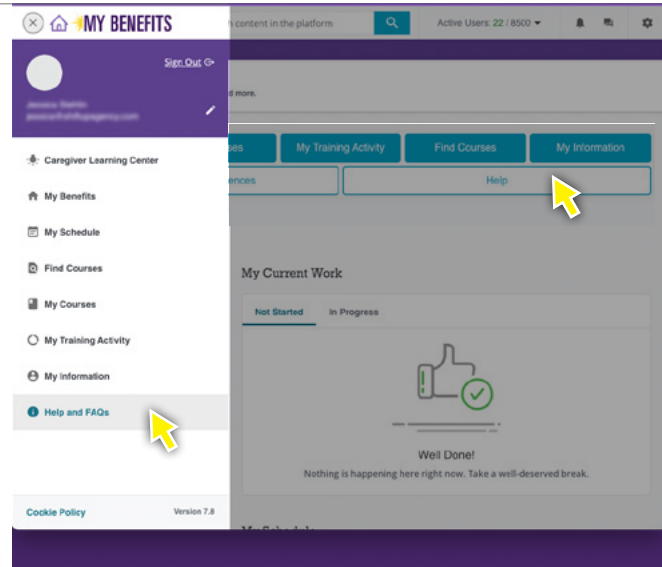 MY BENEFITS
content in the platform
Active Users: 22 / 8500
Sign Out
d more.
My Training Activity
Find Courses
My Information
Help
Caregiver Learning Center
My Benefits
My Schedule
Find Courses
My Courses
My Training Activity
My Information
Help and FAQs
My Current Work
Not Started In Progress
Well Done!
Nothing is happening here right now. Take a well-deserved break.
Cookie Policy Version 7.8